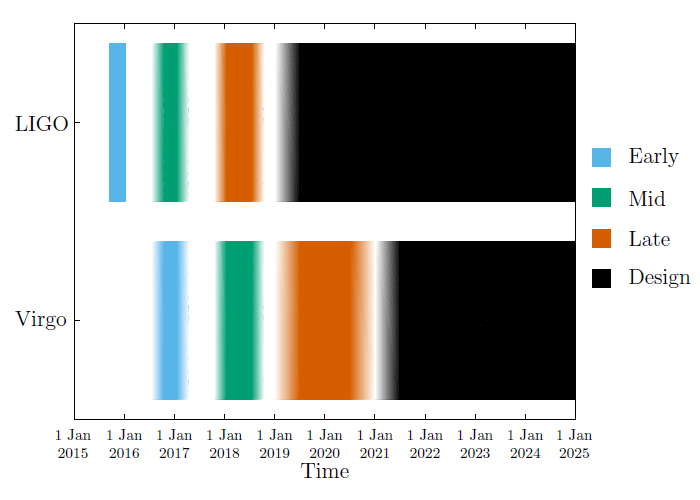 LIGO
Early
Mid
Late
Design
Virgo
1 Jan 1 Jan 1 Jan 1 Jan 1 Jan 1 Jan 1 Jan 1 Jan 1 Jan 1 Jan 1 Jan
2015 2016 2017 2018 2019 2020 2021 2022 2023 2024 2025
Time